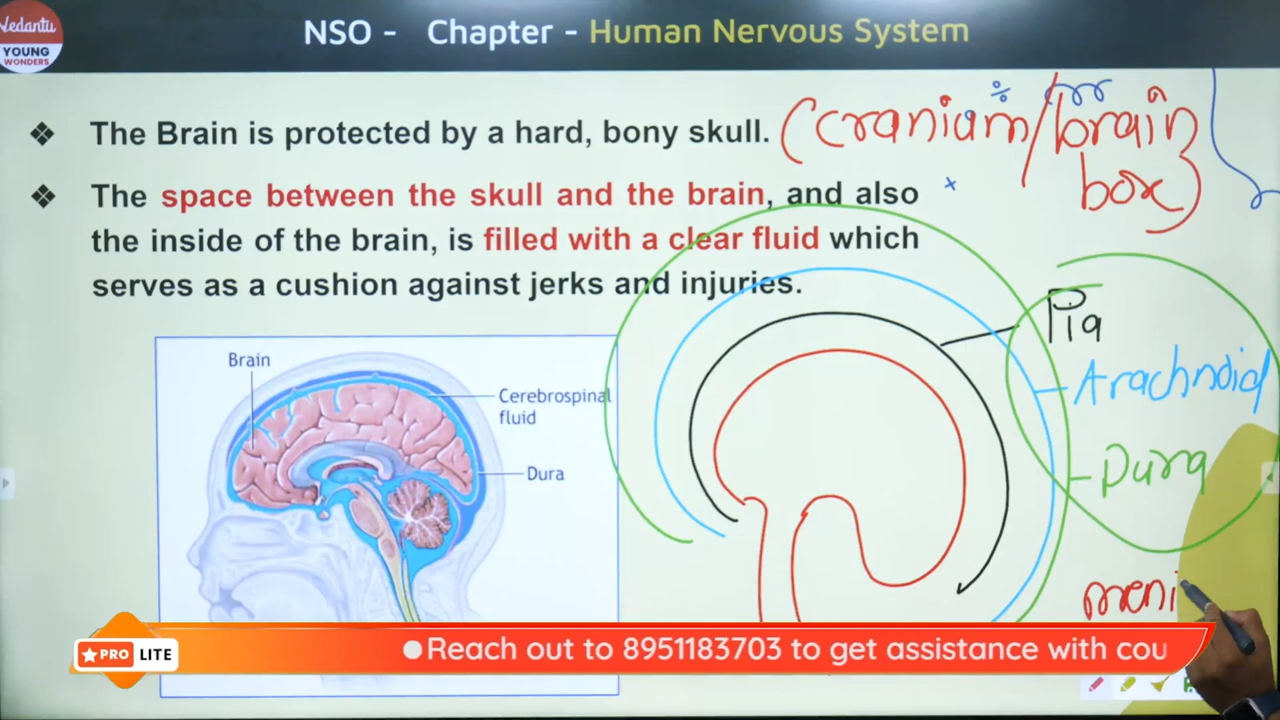 Vedantu
YOUNG
WONDERS
NSO - Chapter - Human Nervous System
❖ The Brain is protected by a hard, bony skull. (cranium/brain
box)
❖ The space between the skull and the brain, and also
the inside of the brain, is filled with a clear fluid which
serves as a cushion against jerks and injuries.
Pia
Arachnoid
Dura
meni
Brain
Cerebrospinal
fluid
Dura
PRO LITE
Reach out to 8951183703 to get assistance with cou